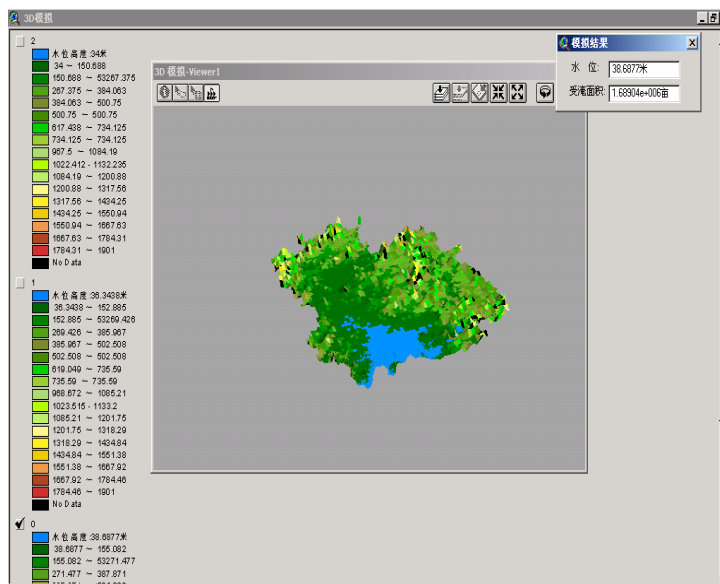 3D模拟
2
水位高度:34米
34 ~ 150.688
150.688 ~ 53267.375
267.375 ~ 384.063
384.063 ~ 500.75
500.75 ~ 500.75
617.438 ~ 734.125
734.125 ~ 734.125
967.5 ~ 1084.19
1022.412 - 1132.235
1084.19 ~ 1200.88
1200.88 ~ 1317.56
1317.56 ~ 1434.25
1434.25 ~ 1550.94
1550.94 ~ 1667.63
1667.63 ~ 1784.31
1784.31 ~ 1901
No Data
1
水位高度:36.3438米
36.3438 ~ 152.885
152.885 ~ 53269.426
269.426 ~ 385.967
385.967 ~ 502.508
502.508 ~ 502.508
619.049 ~ 735.59
735.59 ~ 735.59
968.672 ~ 1085.21
1023.515 - 1133.2
1085.21 ~ 1201.75
1201.75 ~ 1318.29
1318.29 ~ 1434.84
1434.84 ~ 1551.38
1551.38 ~ 1667.92
1667.92 ~ 1784.46
1784.46 ~ 1901
No Data
0
水位高度:38.6877米
38.6877 ~ 155.082
155.082 ~ 53271.477
271.477 ~ 387.871
3D 模拟-Viewer1
模拟结果
水 位: 38.6877米
受淹面积: 1.68904e+006亩